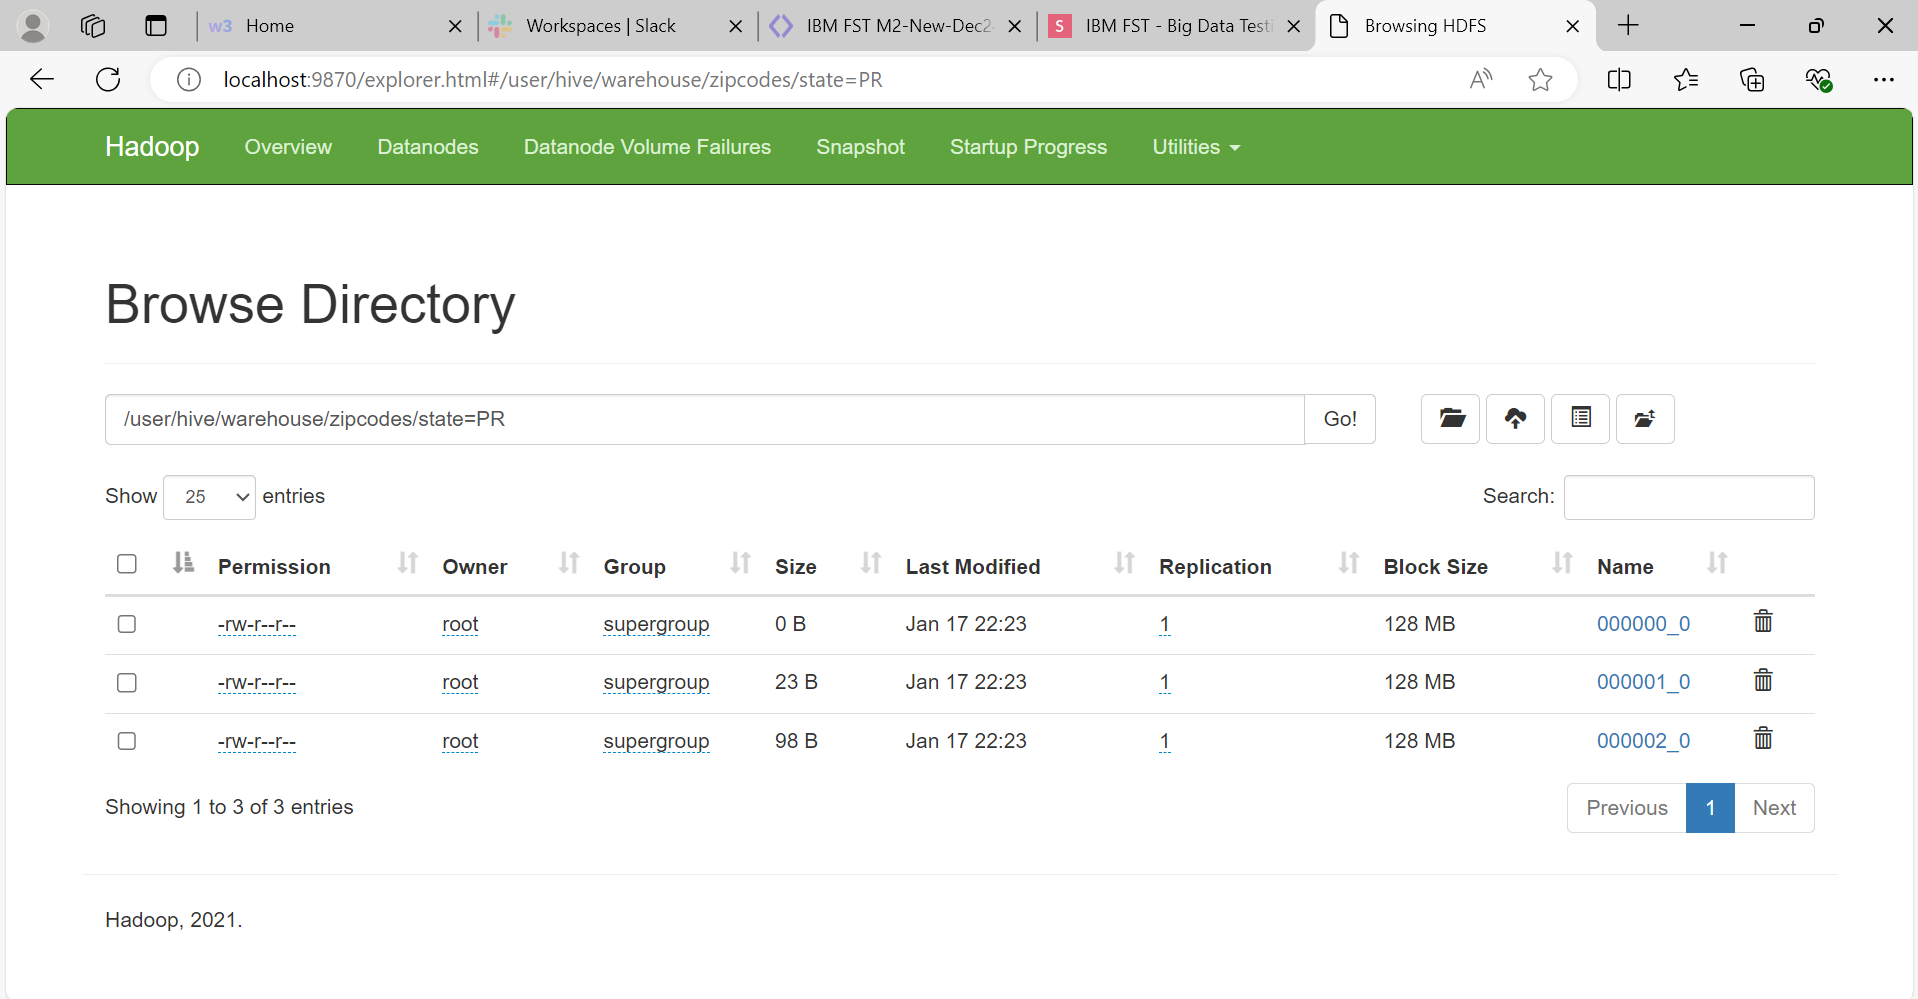 w3 Home
Workspaces | Slack
IBM FST M2-New-Dec2
S IBM FST - Big Data Testi
Browsing HDFS
localhost:9870/explorer.html#/user/hive/warehouse/zipcodes/state=PR
Hadoop Overview Datanodes Datanode Volume Failures Snapshot Startup Progress Utilities
Browse Directory
/user/hive/warehouse/zipcodes/state=PR Go!
Show 25 entries Search:
Permission Owner Group Size Last Modified Replication Block Size Name
-rw-r--r-- root supergroup 0 B Jan 17 22:23 1 128 MB 000000_0
-rw-r--r-- root supergroup 23 B Jan 17 22:23 1 128 MB 000001_0
-rw-r--r-- root supergroup 98 B Jan 17 22:23 1 128 MB 000002_0
Showing 1 to 3 of 3 entries Previous 1 Next
Hadoop, 2021.